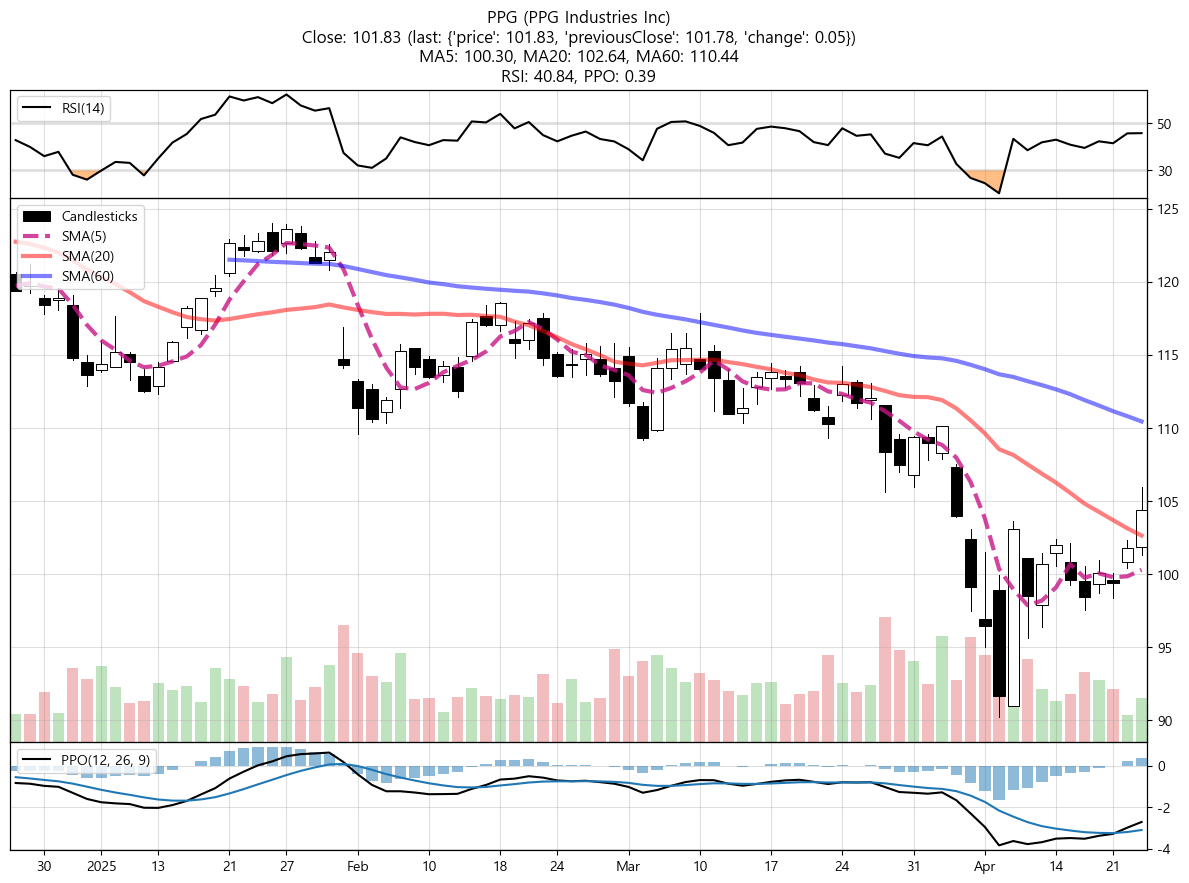 PPG (PPG Industries Inc)
Close: 101.83 (last: {'price': 101.83, 'previousClose': 101.78, 'change': 0.05})
MA5: 100.30, MA20: 102.64, MA60: 110.44
RSI: 40.84, PPO: 0.39
RSI(14)
50
30
Candlesticks
SMA(5)
SMA(20)
SMA(60)
125
120
115
110
105
100
95
90
PPO(12, 26, 9)
0
-2
-4
30 2025 13 21 27 Feb 10 18 24 Mar 10 17 24 31 Apr 14 21